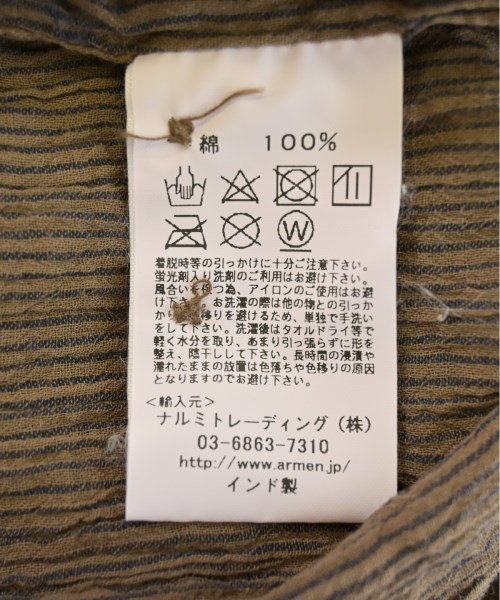 綿 100%
W
着脱時等の引っかけに十分ご注意下さい。
蛍光剤入り洗剤のご利用はお避け下さい。
風合い 保つ為、アイロンのご使用はお避
け下さ 。お洗濯の際は他の物との引っか
か 移りを避けるため、単独で手洗い
をして下さい。洗濯後はタオルドライ等で
軽く水分を取り、あまり引っ張らずに形を
整え、陰干しして下さい。長時間の浸漬や
濡れたままの放置は色落ちや色移りの原因
となりますのでお避け下さい。
<輸入元>
ナルミトレーディング(株)
03-6863-7310
http://www.armen.jp/
インド製